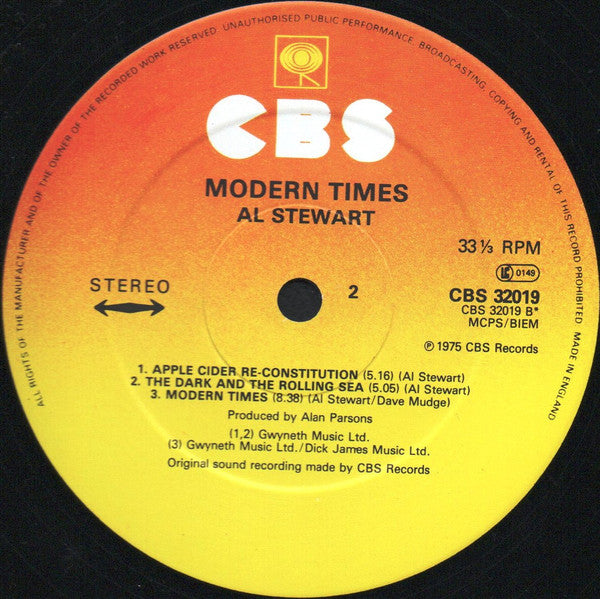 ALL RIGHTS OF THE MANUFACTURER AND OF THE OWNER OF THE RECORDED WORK RESERVED. UNAUTHORISED PUBLIC PERFORMANCE, BROADCASTING, COPYING AND RENTAL OF THIS RECORD PROHIBITED. MADE IN ENGLAND
CBS
MODERN TIMES
AL STEWART
33⅓ RPM
LC 0149
STEREO
2
CBS 32019
CBS 32019 B*
MCPS/BIEM
℗ 1975 CBS Records
1. APPLE CIDER RE-CONSTITUTION (5.16) (Al Stewart)
2. THE DARK AND THE ROLLING SEA (5.05) (Al Stewart)
3. MODERN TIMES (8.38) (Al Stewart/Dave Mudge)
Produced by Alan Parsons
(1,2) Gwyneth Music Ltd.
(3) Gwyneth Music Ltd./Dick James Music Ltd.
Original sound recording made by CBS Records